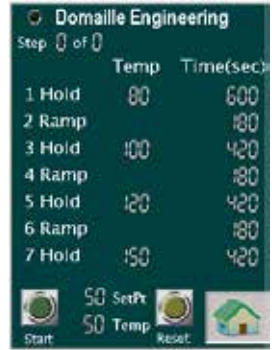 Domaille Engineering
Step 0 of 0
Temp Time(sec)
1 Hold 80 600
2 Ramp 180
3 Hold 100 420
4 Ramp 180
5 Hold 120 420
6 Ramp 180
7 Hold 150 420
50 SetPt
50 Temp
Start Reset